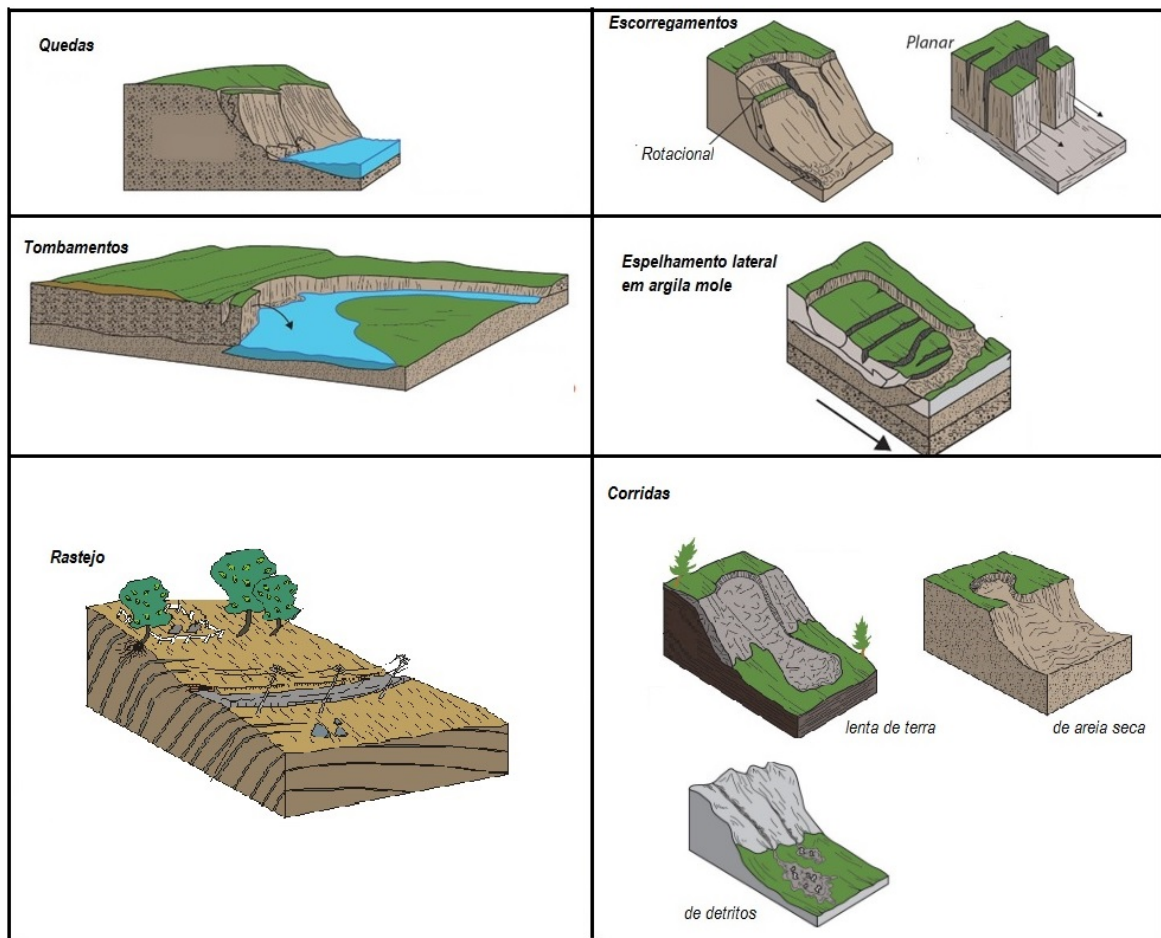 Quedas
Escorregamentos
Planar
Rotacional
Tombamentos
Espelhamento lateral
em argila mole
Rastejo
Corridas
lenta de terra
de areia seca
de detritos